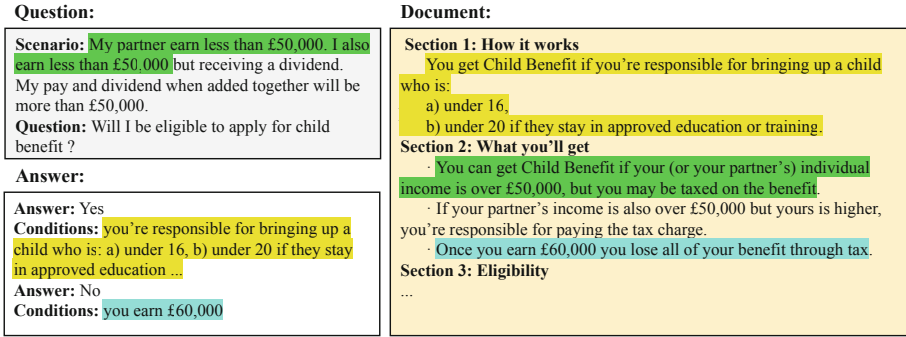 Question:
Scenario: My partner earn less than £50,000. I also
earn less than £50,000 but receiving a dividend.
My pay and dividend when added together will be
more than £50,000.
Question: Will I be eligible to apply for child
benefit ?
Answer:
Answer: Yes
Conditions: you're responsible for bringing up a
child who is: a) under 16, b) under 20 if they stay
in approved education ...
Answer: No
Conditions: you earn £60,000
Document:
Section 1: How it works
You get Child Benefit if you're responsible for bringing up a child
who is:
a) under 16,
b) under 20 if they stay in approved education or training.
Section 2: What you'll get
· You can get Child Benefit if your (or your partner's) individual
income is over £50,000, but you may be taxed on the benefit.
· If your partner's income is also over £50,000 but yours is higher,
you're responsible for paying the tax charge.
· Once you earn £60,000 you lose all of your benefit through tax.
Section 3: Eligibility
...